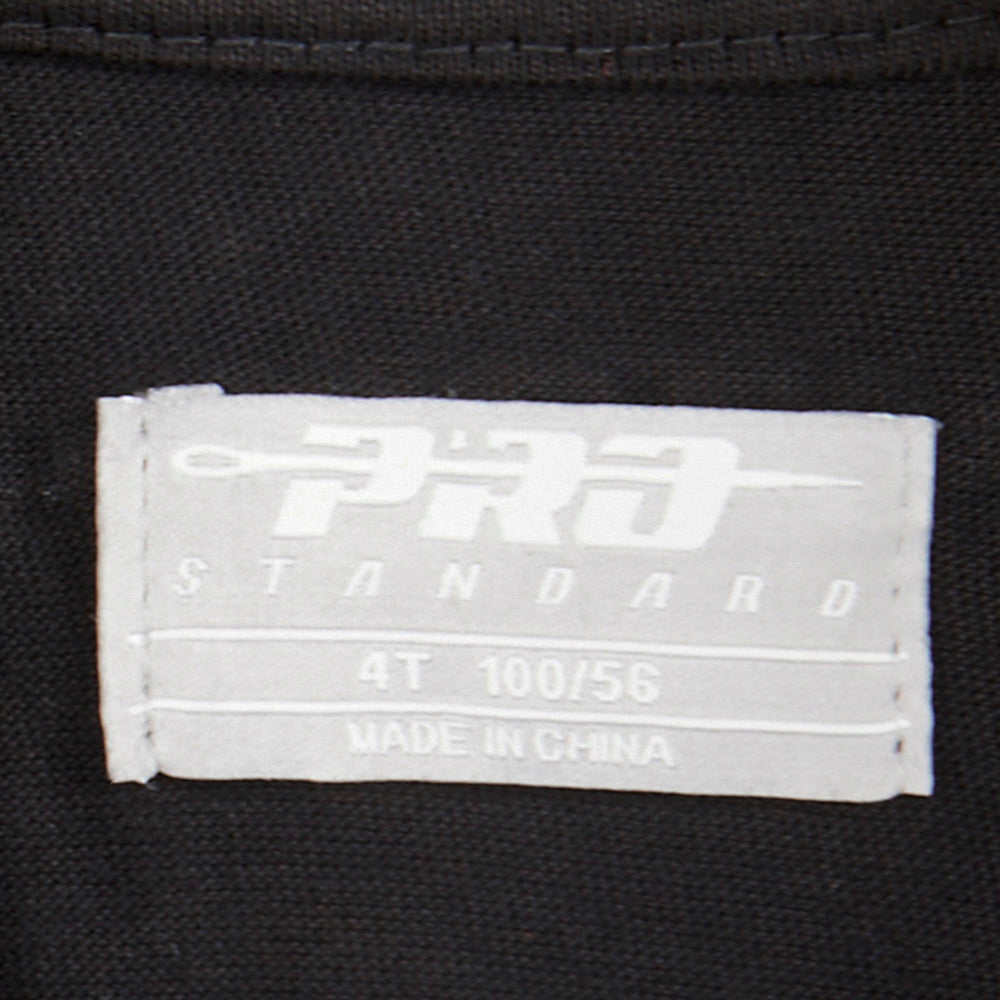 PRO
STANDARD
4T 100/56
MADE IN CHINA